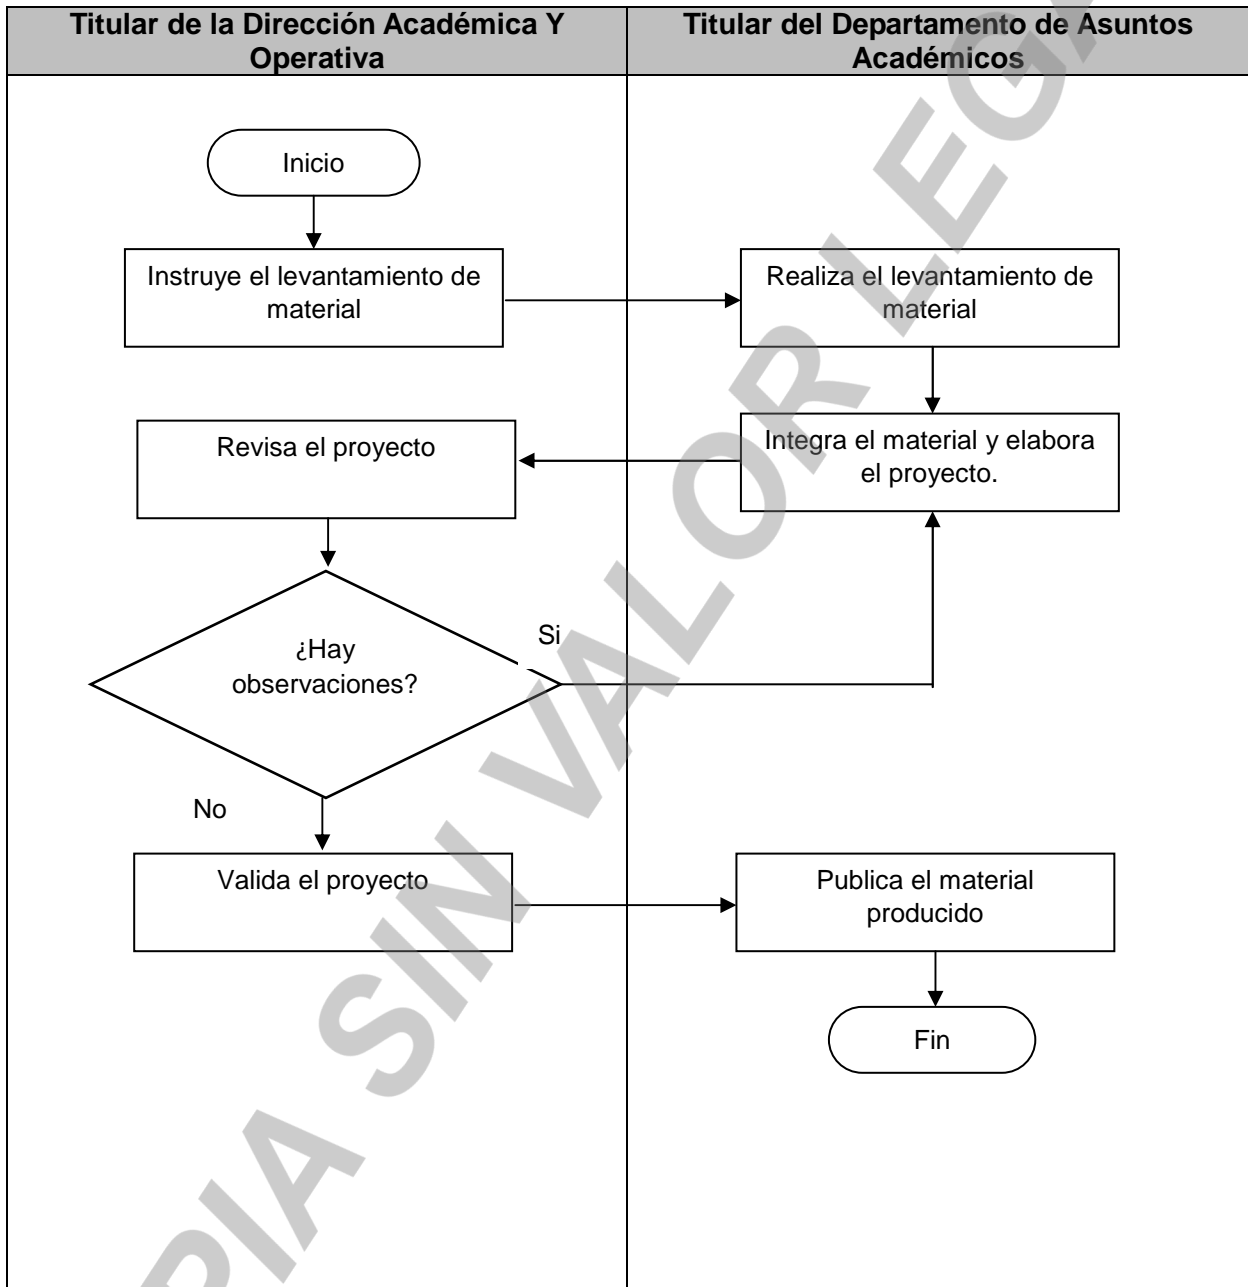 Titular de la Dirección Académica Y
Operativa
Titular del Departamento de Asuntos
Académicos
Inicio
Instruye el levantamiento de
material
Realiza el levantamiento de
material
Revisa el proyecto
Integra el material y elabora
el proyecto.
¿Hay
observaciones?
Si
No
Valida el proyecto
Publica el material
producido
Fin
PIA SIN VALOR LEGA